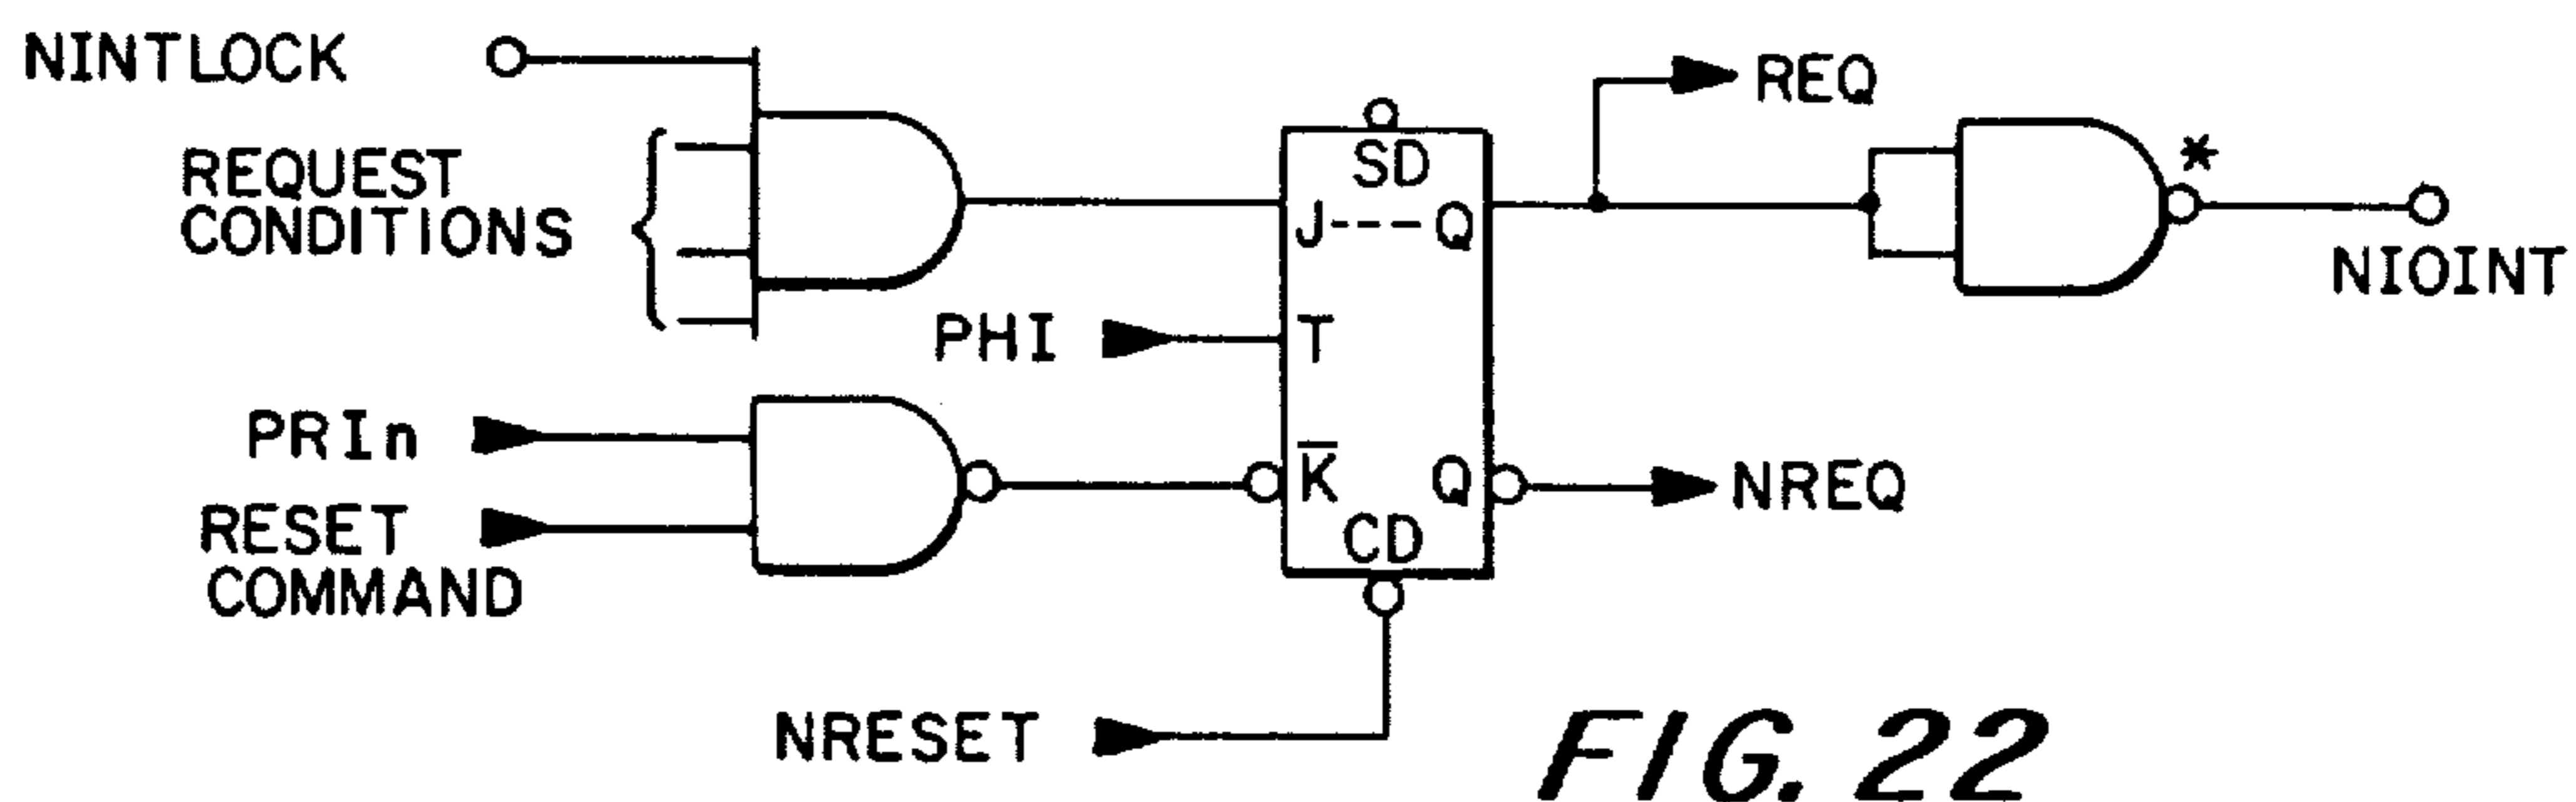 NINTLOCK
REQUEST
CONDITIONS
PHI
PRIn
RESET
COMMAND
NRESET
SD
J---Q
T
K̅ Q
CD
REQ
*
NIOINT
NREQ
FIG. 22